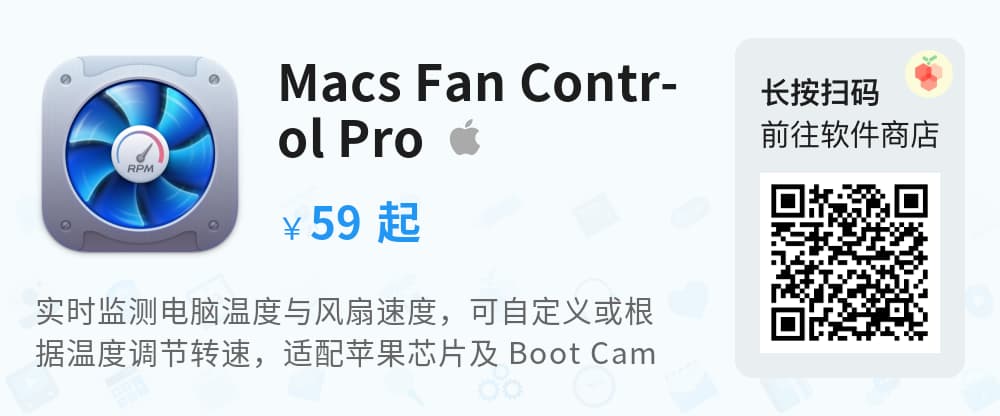 Macs Fan Contr-
ol Pro
¥ 59 起
实时监测电脑温度与风扇速度，可自定义或根
据温度调节转速，适配苹果芯片及 Boot Cam
RPM
长按扫码
前往软件商店